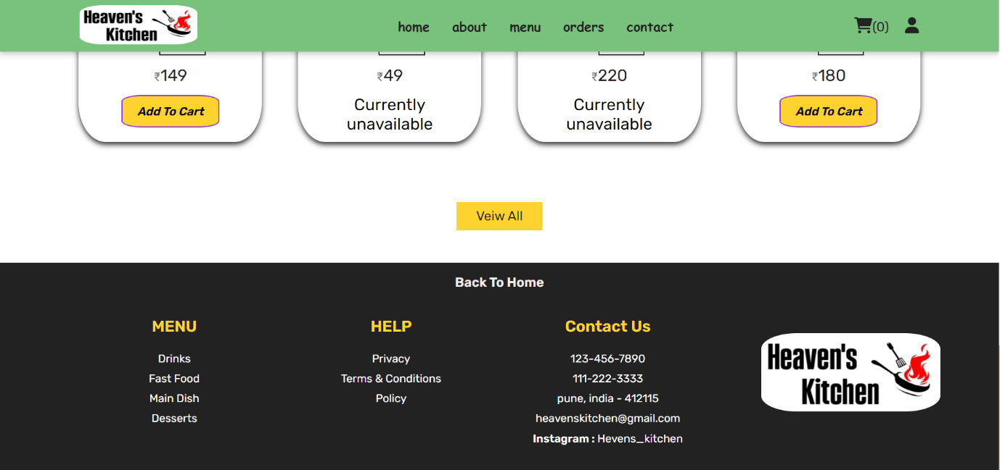 Heaven's
Kitchen
home about menu orders contact
(0)
₹149 ₹49 ₹220 ₹180
Add To Cart
Currently
unavailable
Currently
unavailable
Add To Cart
Veiw All
Back To Home
MENU
Drinks
Fast Food
Main Dish
Desserts
HELP
Privacy
Terms & Conditions
Policy
Contact Us
123-456-7890
111-222-3333
pune, india - 412115
heavenskitchen@gmail.com
Instagram : Hevens_kitchen
Heaven's
Kitchen